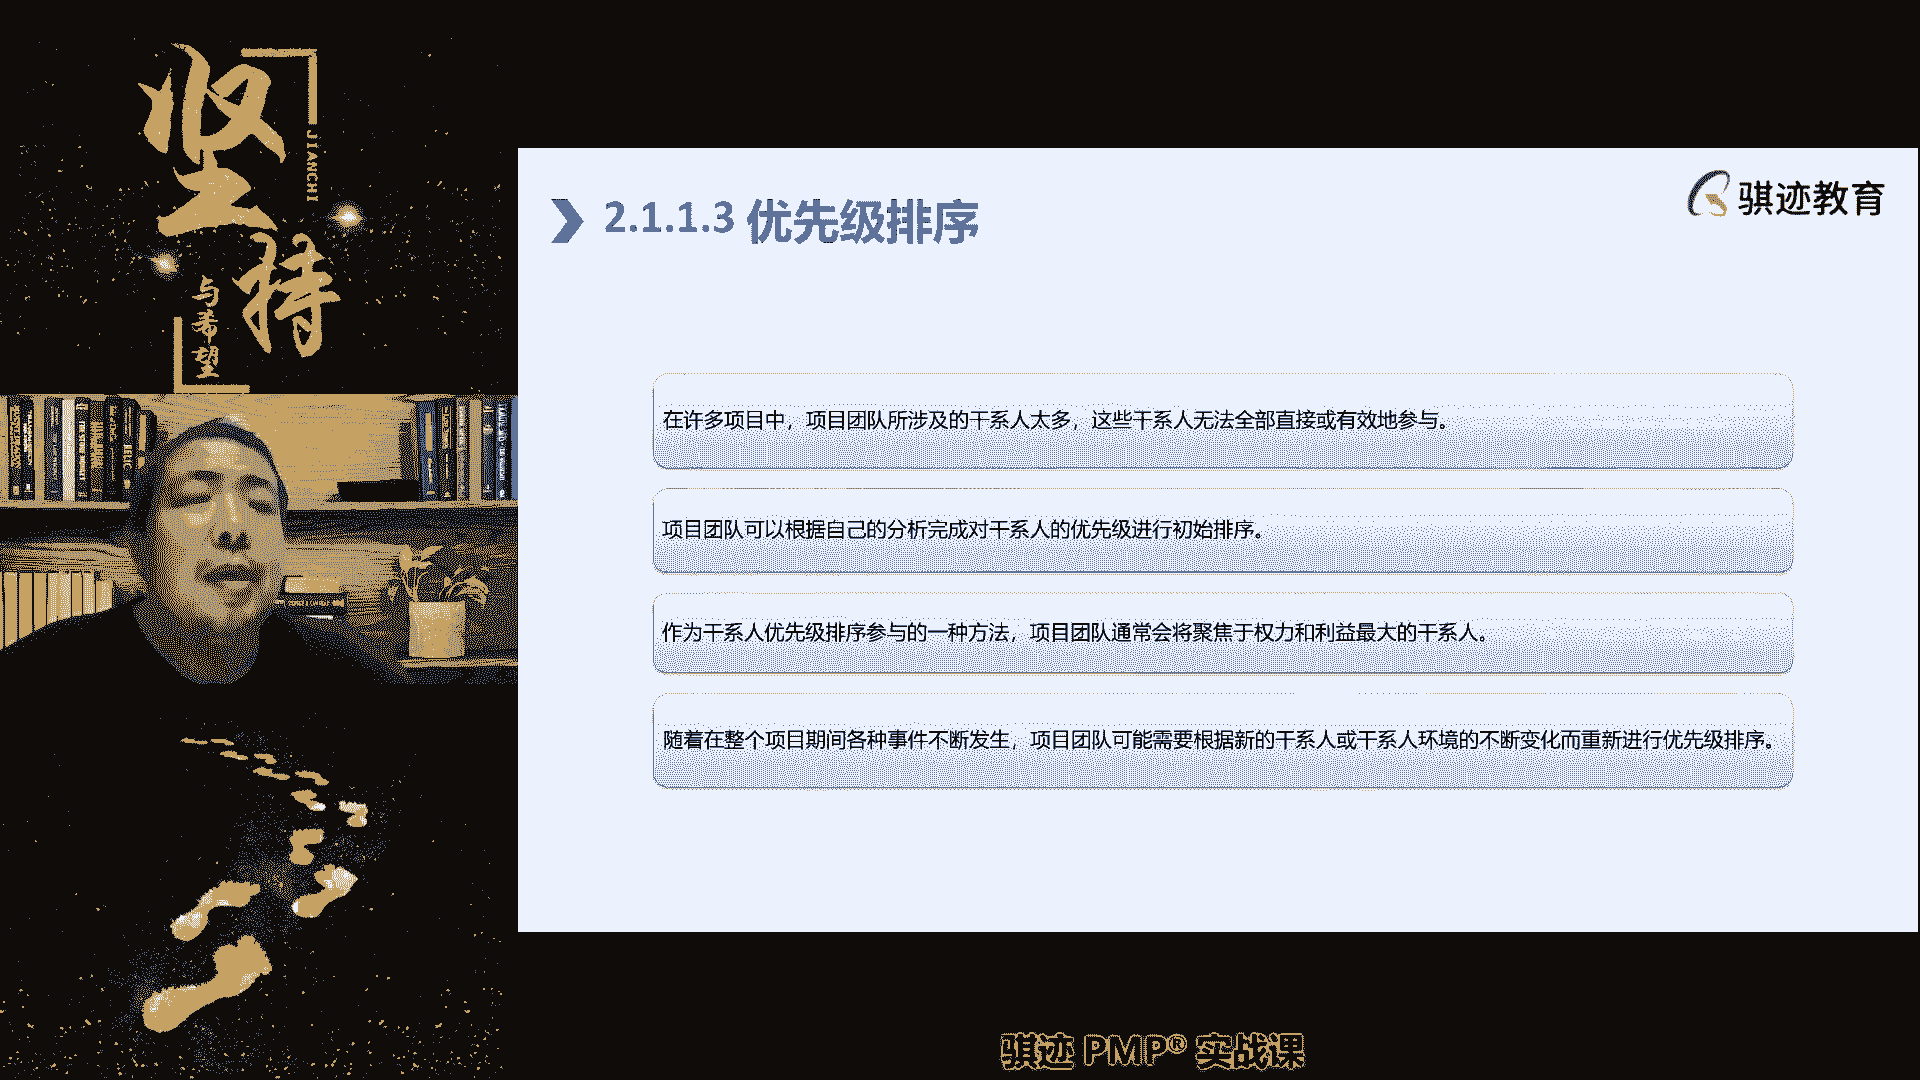 坚持
JIANCHI
与希望
骐迹教育
2.1.1.3 优先级排序
在许多项目中，项目团队所涉及的干系人太多，这些干系人无法全部直接或有效地参与。
项目团队可以根据自己的分析完成对干系人的优先级进行初始排序。
作为干系人优先级排序参与的一种方法，项目团队通常会将聚焦于权力和利益最大的干系人。
随着在整个项目期间各种事件不断发生，项目团队可能需要根据新的干系人或干系人环境的不断变化而重新进行优先级排序。
骐迹 PMP® 实战课